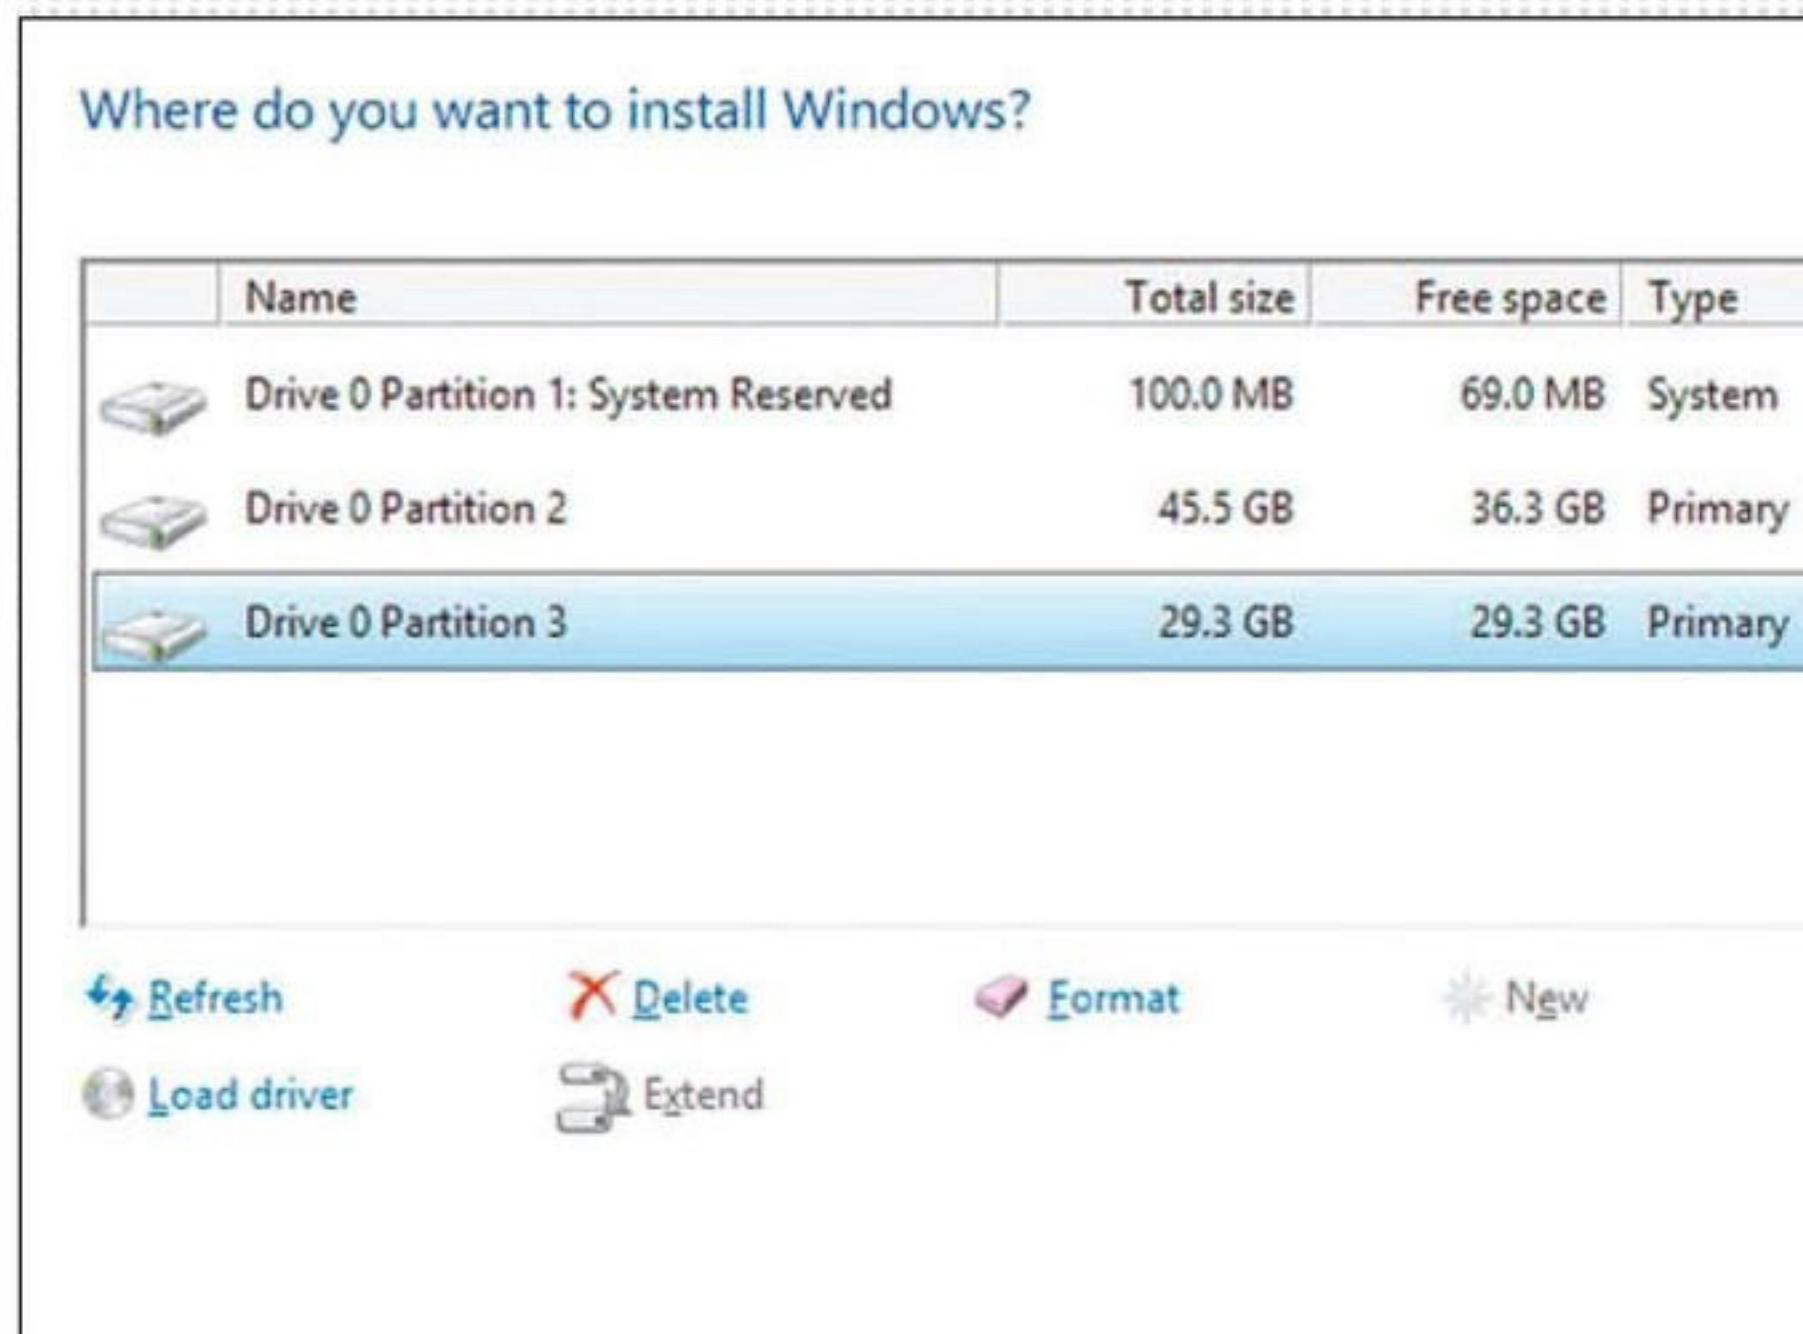 Where do you want to install Windows?
Name Total size Free space Type
Drive 0 Partition 1: System Reserved 100.0 MB 69.0 MB System
Drive 0 Partition 2 45.5 GB 36.3 GB Primary
Drive 0 Partition 3 29.3 GB 29.3 GB Primary
Refresh Delete Format New
Load driver Extend